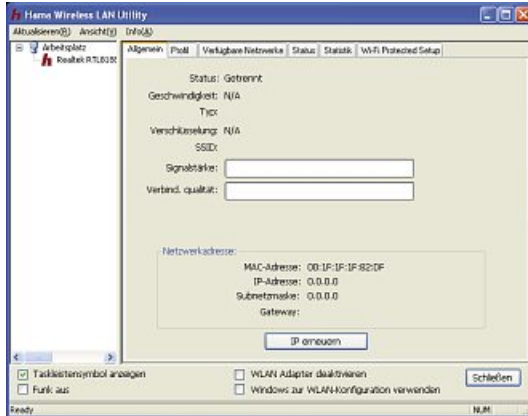 Hama Wireless LAN Utility
Aktualisieren(R) Ansicht(V) Info(A)
Arbeitsplatz
Realtek RTL8188
Allgemein Profil Verfügbare Netzwerke Status Statistik Wi-Fi Protected Setup
Status: Getrennt
Geschwindigkeit: N/A
Typ:
Verschlüsselung: N/A
SSID:
Signalstärke:
Verbind. qualität:
Netzwerkadresse:
MAC-Adresse: 00:1F:1F:1F:82:DF
IP-Adresse: 0.0.0.0
Subnetzmaske: 0.0.0.0
Gateway:
IP erneuern
Taskleistensymbol anzeigen
WLAN Adapter deaktivieren
Funk aus
Windows zur WLAN-Konfiguration verwenden
Schließen
Ready
NUM